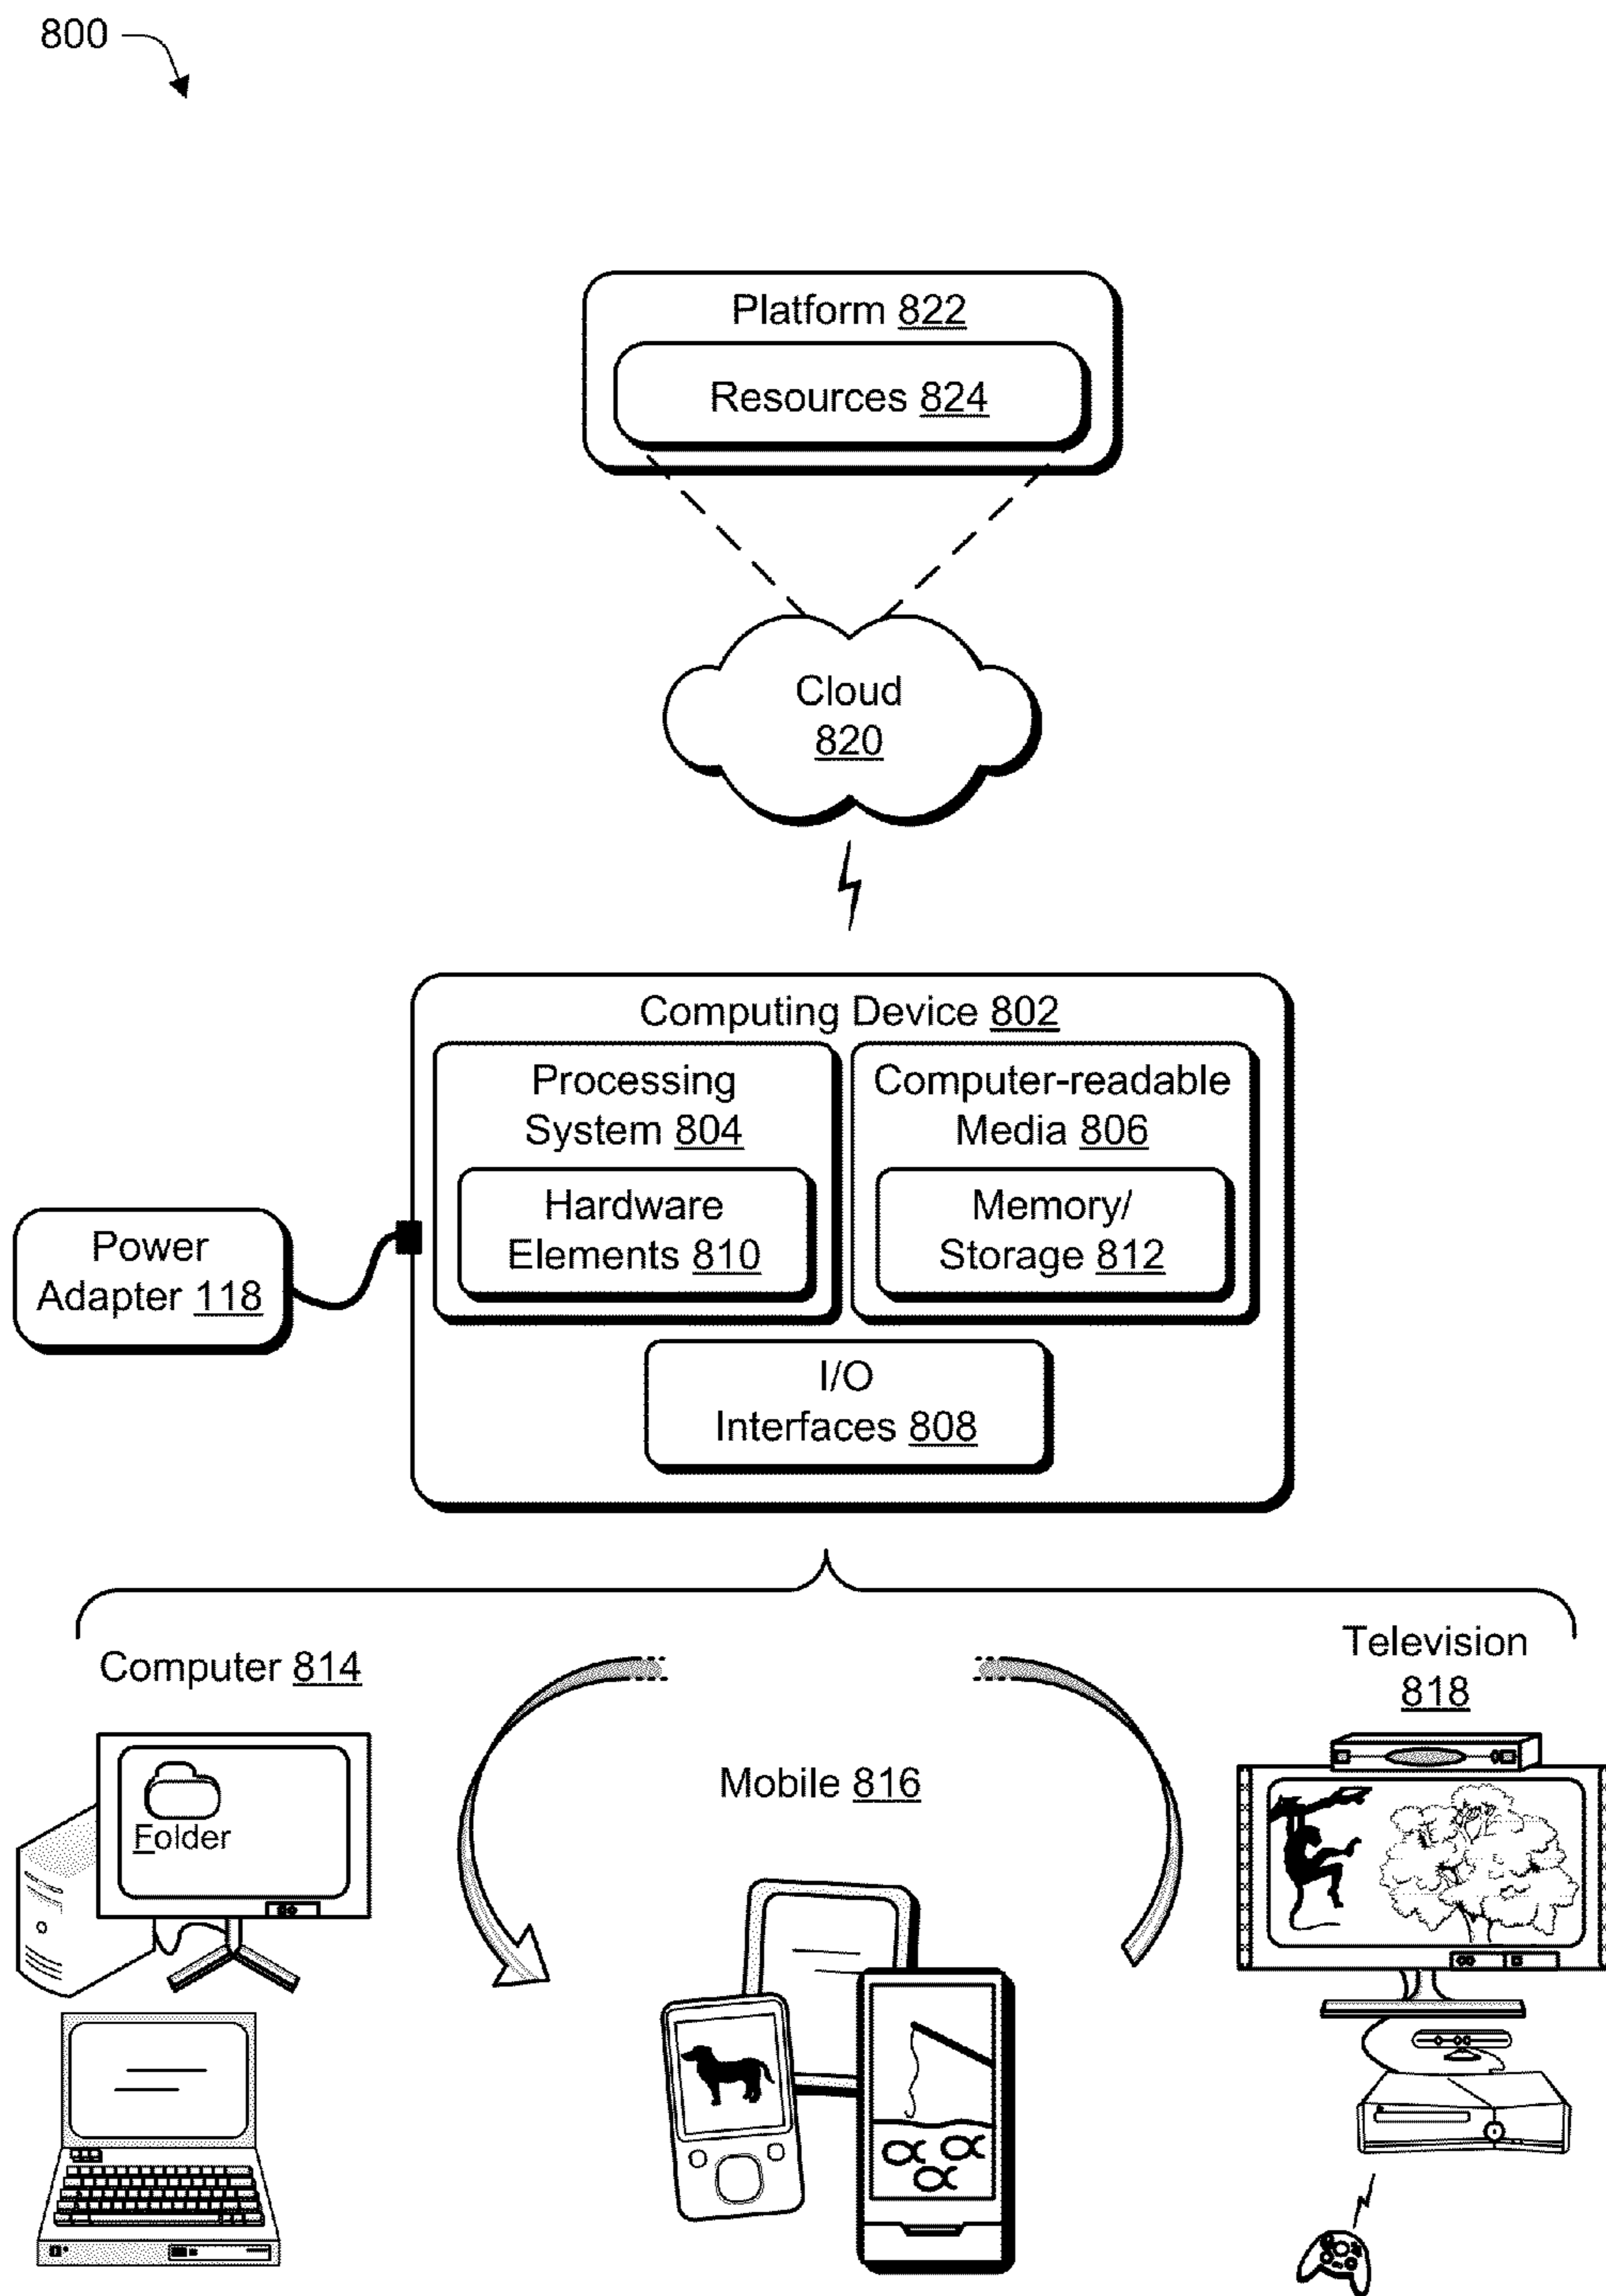 800
Platform 822
Resources 824
Cloud
820
Computing Device 802
Processing
System 804
Computer-readable
Media 806
Hardware
Elements 810
Memory/
Storage 812
Power
Adapter 118
I/O
Interfaces 808
Computer 814
Television
818
Mobile 816
Folder